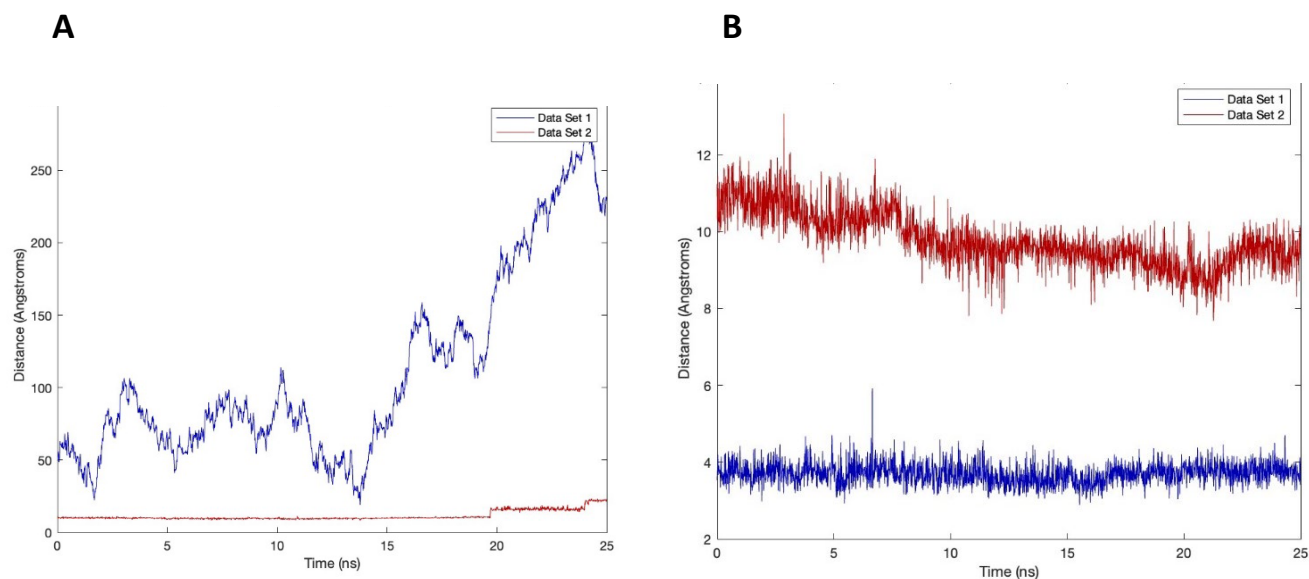 A
Data Set 1
Data Set 2
250
200
150
100
50
0
Distance (Angstroms)
0 5 10 15 20 25
Time (ns)
B
Data Set 1
Data Set 2
12
10
8
6
4
2
Distance (Angstroms)
0 5 10 15 20 25
Time (ns)